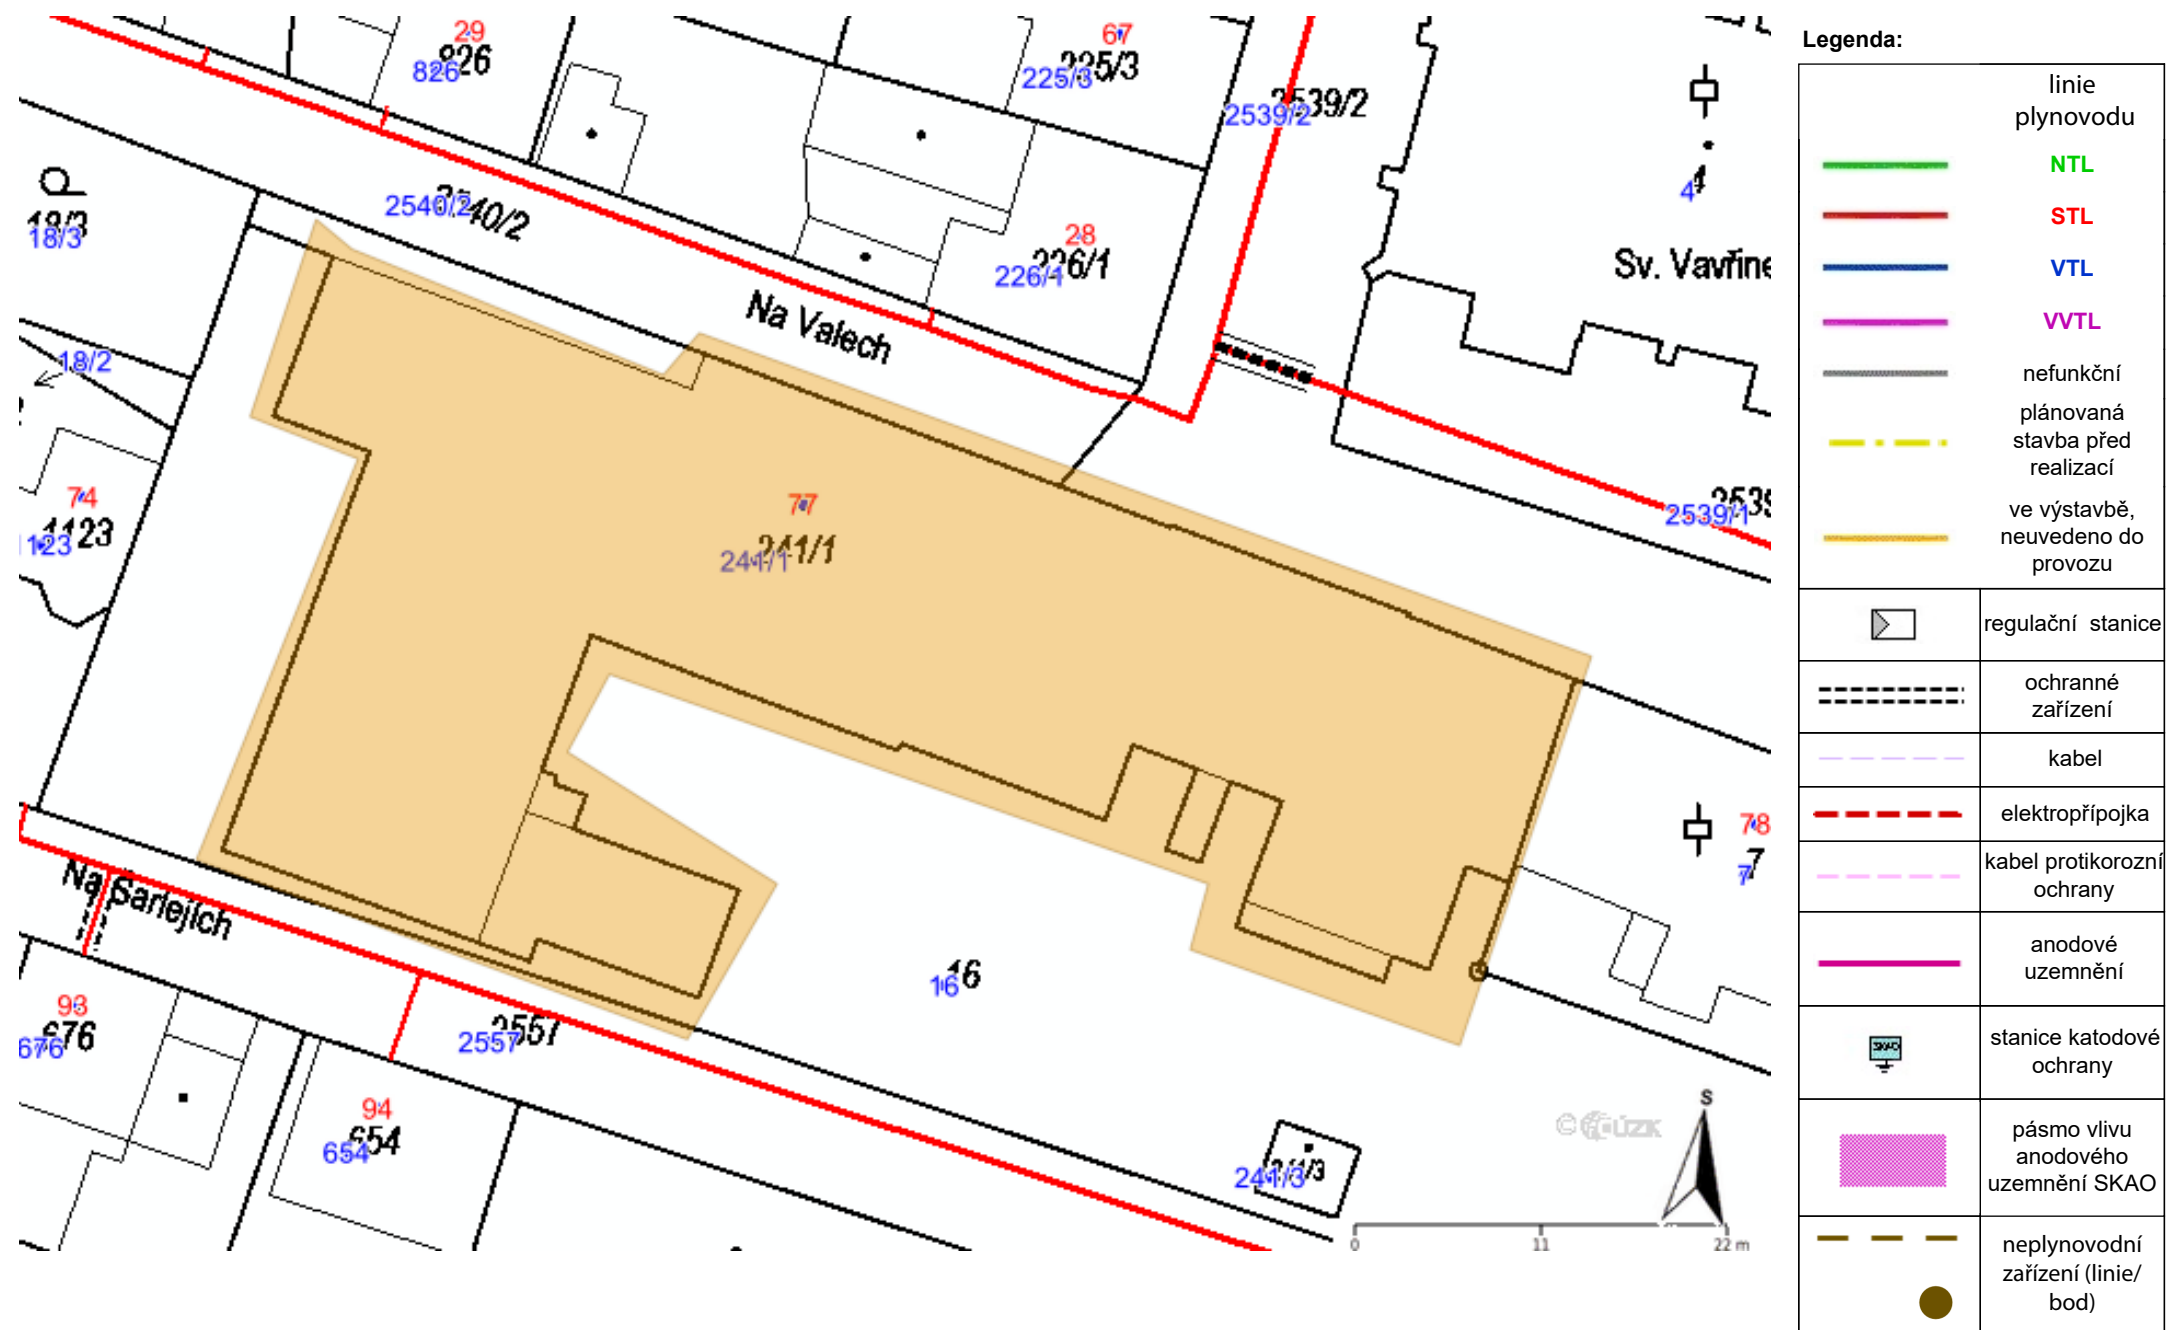 29
826
826
67
225/3
225/3
2539/2
2539/2
4
4
18/3
18/3
2540/2
2540/2
28
226/1
226/1
Sv. Vavřine
Na Valech
18/2
74
1123
123
77
241/1
241/1
2539/1
78
7
7
Na Šarlejích
93
676
676
16
16
2557
2557
94
654
654
241/3
241/3
S
0
11
22 m
Legenda:
linie
plynovodu
NTL
STL
VTL
VVTL
nefunkční
plánovaná
stavba před
realizací
ve výstavbě,
neuvedeno do
provozu
regulační stanice
ochranné
zařízení
kabel
elektropřípojka
kabel protikorozní
ochrany
anodové
uzemnění
SKAO
stanice katodové
ochrany
pásmo vlivu
anodového
uzemnění SKAO
neplynovodní
zařízení (linie/
bod)